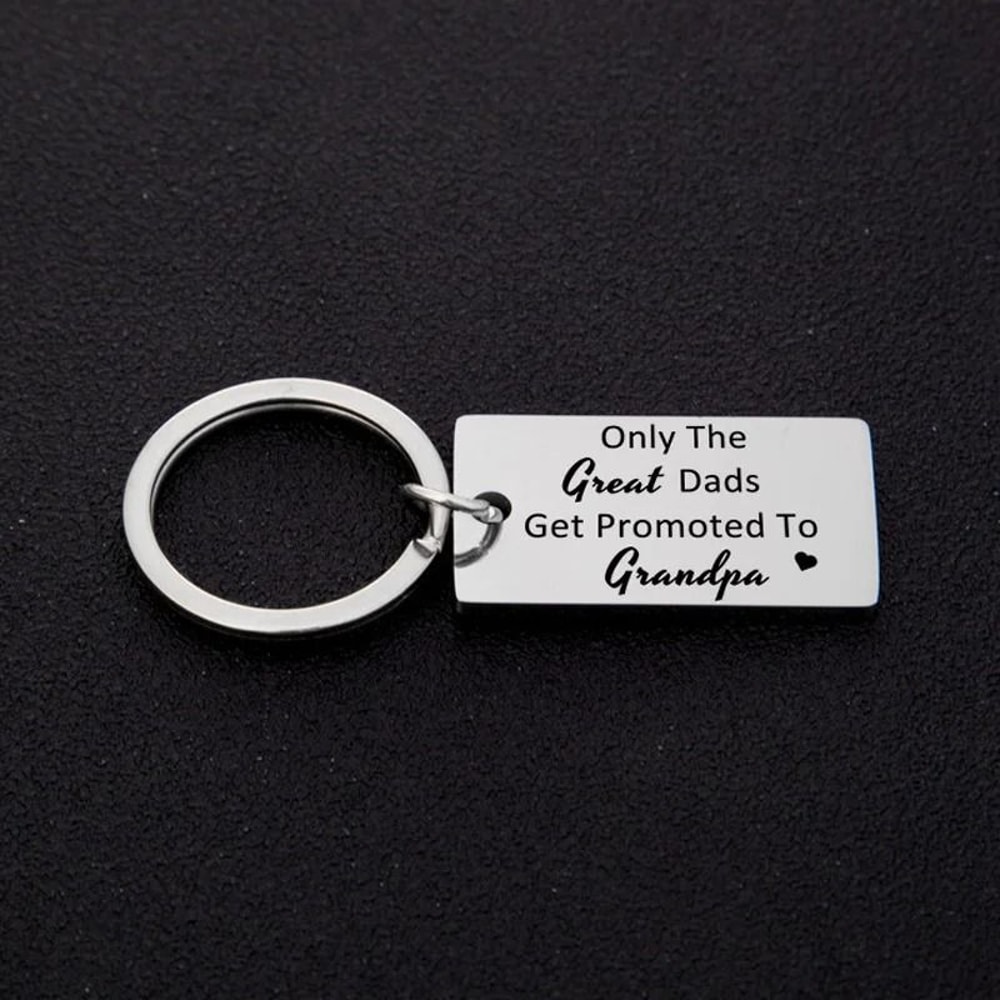 Only The
Great Dads
Get Promoted To
Grandpa